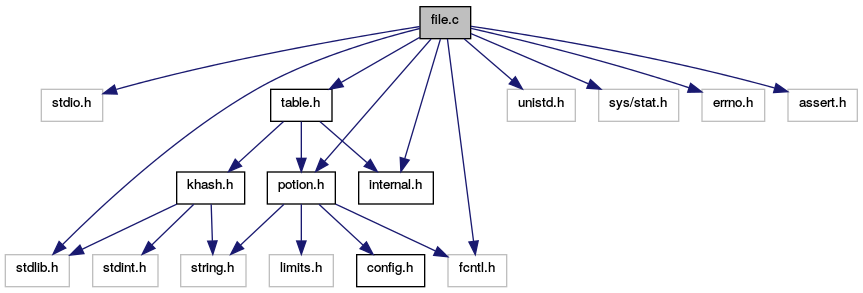 file.c
stdio.h
table.h
unistd.h
sys/stat.h
errno.h
assert.h
khash.h
potion.h
internal.h
stdlib.h
stdint.h
string.h
limits.h
config.h
fcntl.h